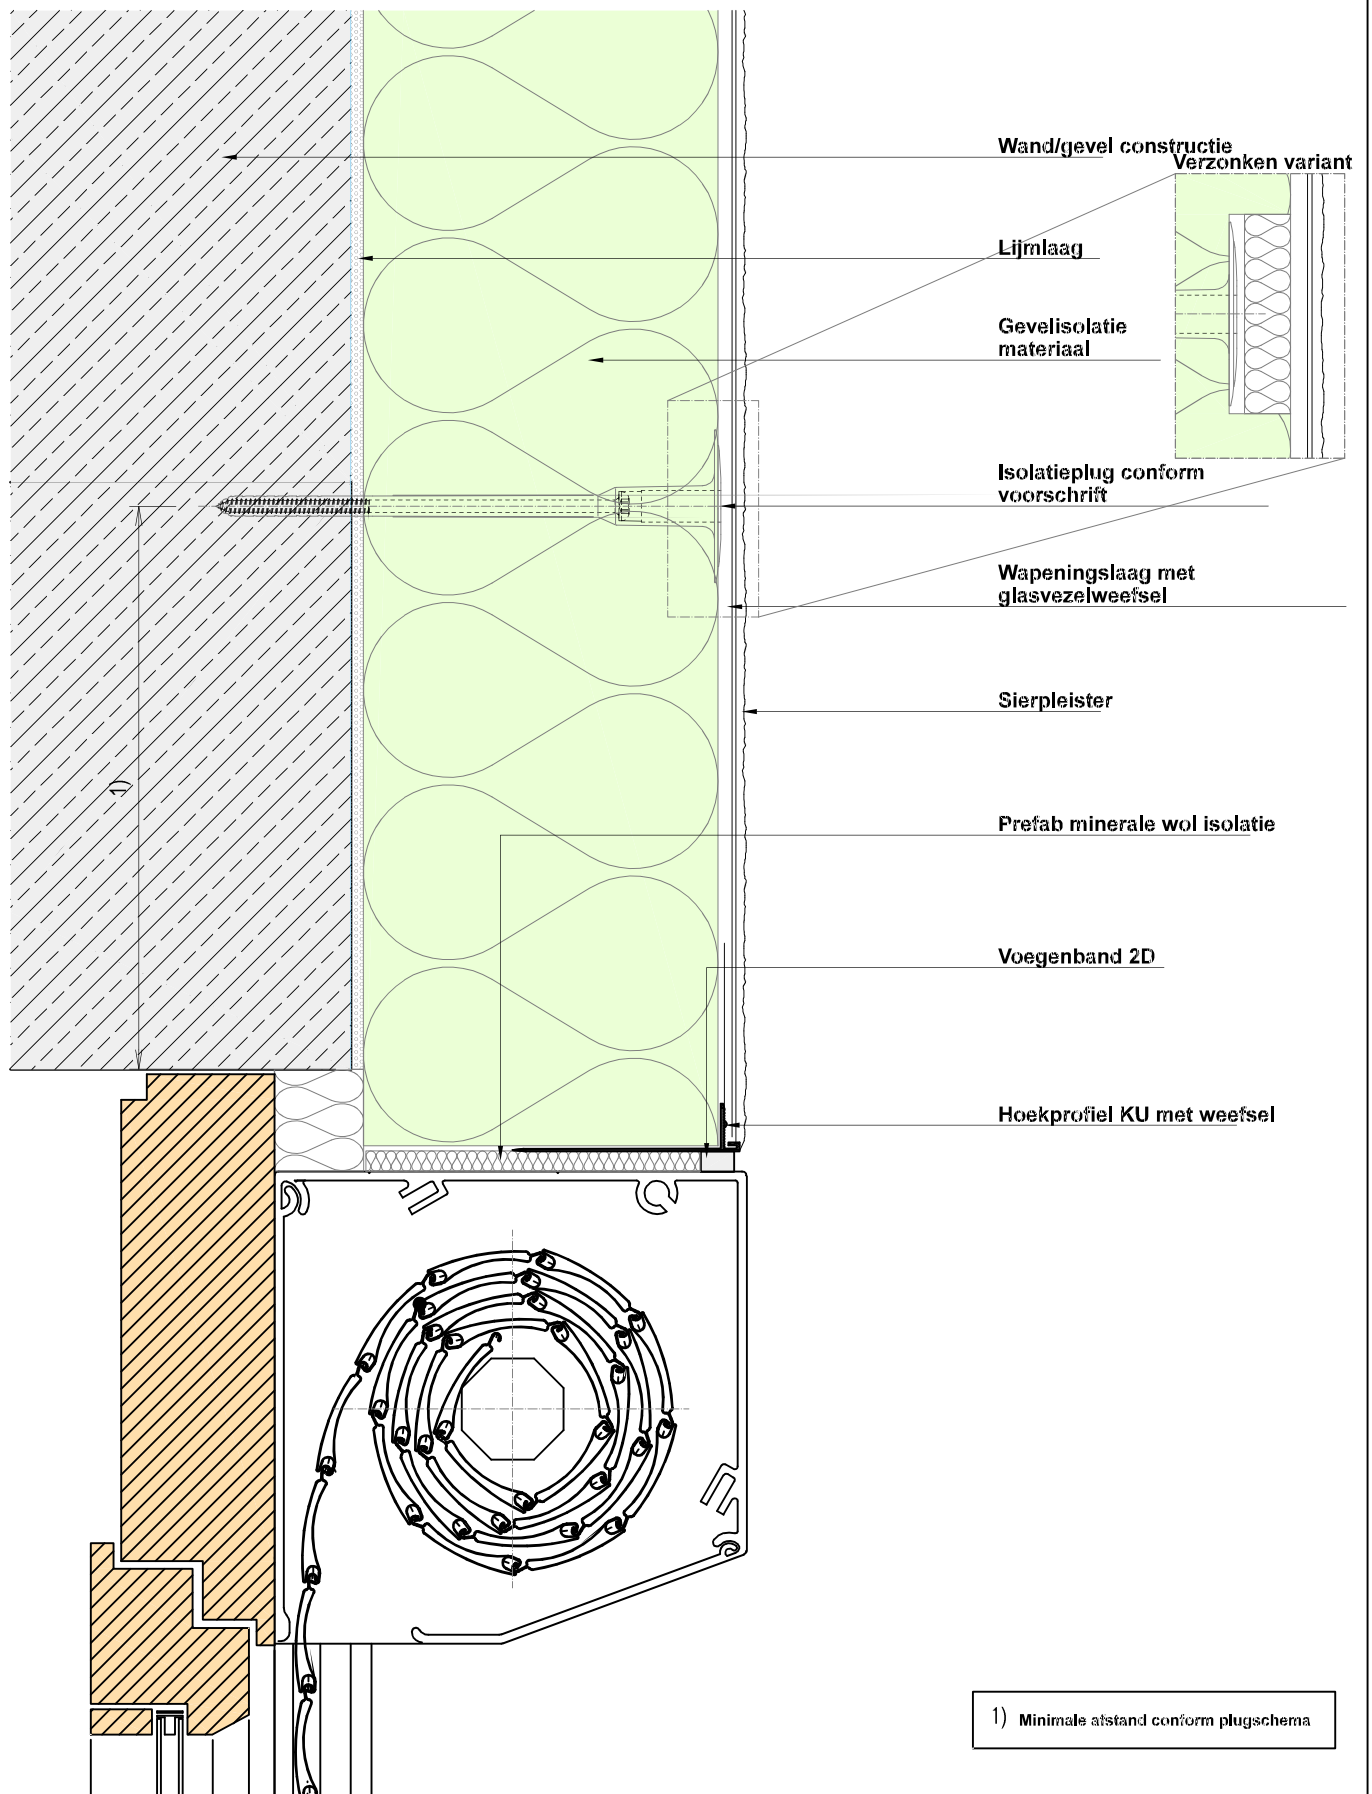 Wand/gevel constructie
Verzonken variant
Lijmlaag
Gevelisolatie
materiaal
Isolatieplug conform
voorschrift
Wapeningslaag met
glasvezelweefsel
Sierpleister
1)
Prefab minerale wol isolatie
Voegenband 2D
Hoekprofiel KU met weefsel
1) Minimale afstand conform plugschema